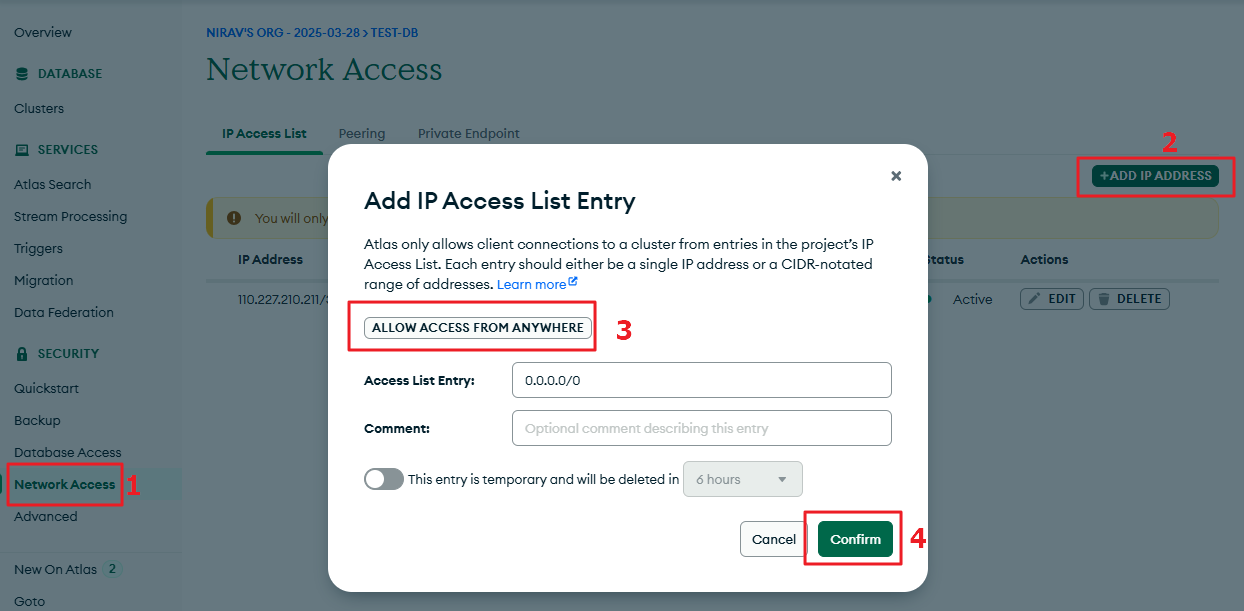 Overview
NIRAV'S ORG - 2025-03-28 › TEST-DB
Network Access
DATABASE
Clusters
IP Access List
Peering
Private Endpoint
SERVICES
2
+ADD IP ADDRESS
Atlas Search
Stream Processing
Triggers
Migration
Data Federation
You will only
IP Address
Status
Actions
110.227.210.211/
Active
EDIT
DELETE
Add IP Access List Entry
Atlas only allows client connections to a cluster from entries in the project's IP
Access List. Each entry should either be a single IP address or a CIDR-notated
range of addresses. Learn more
ALLOW ACCESS FROM ANYWHERE
3
Access List Entry:
0.0.0.0/0
Comment:
Optional comment describing this entry
This entry is temporary and will be deleted in
6 hours
Cancel
Confirm
4
SECURITY
Quickstart
Backup
Database Access
Network Access
1
Advanced
New On Atlas 2
Goto